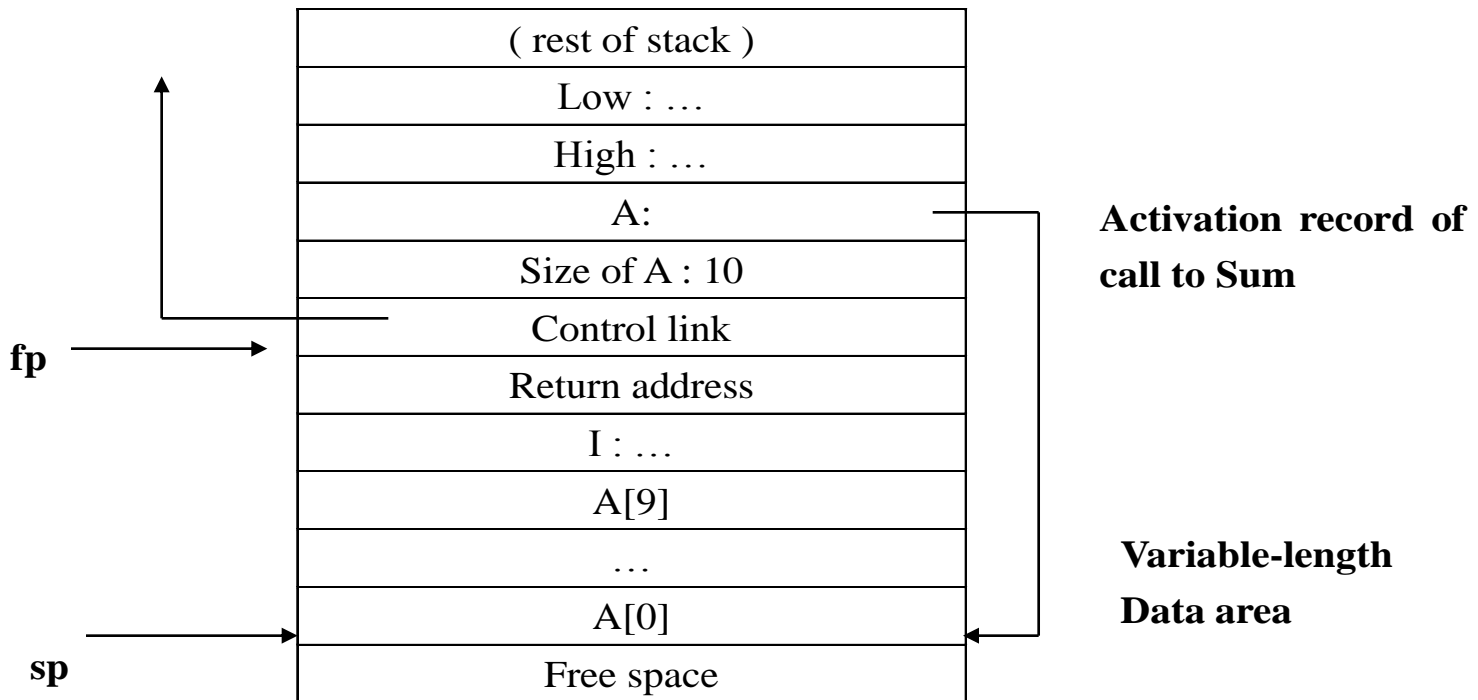 ( rest of stack )
Low : …
High : …
A:
Size of A : 10
Control link
Return address
I : …
A[9]
…
A[0]
Free space
fp
sp
Activation record of
call to Sum
Variable-length
Data area